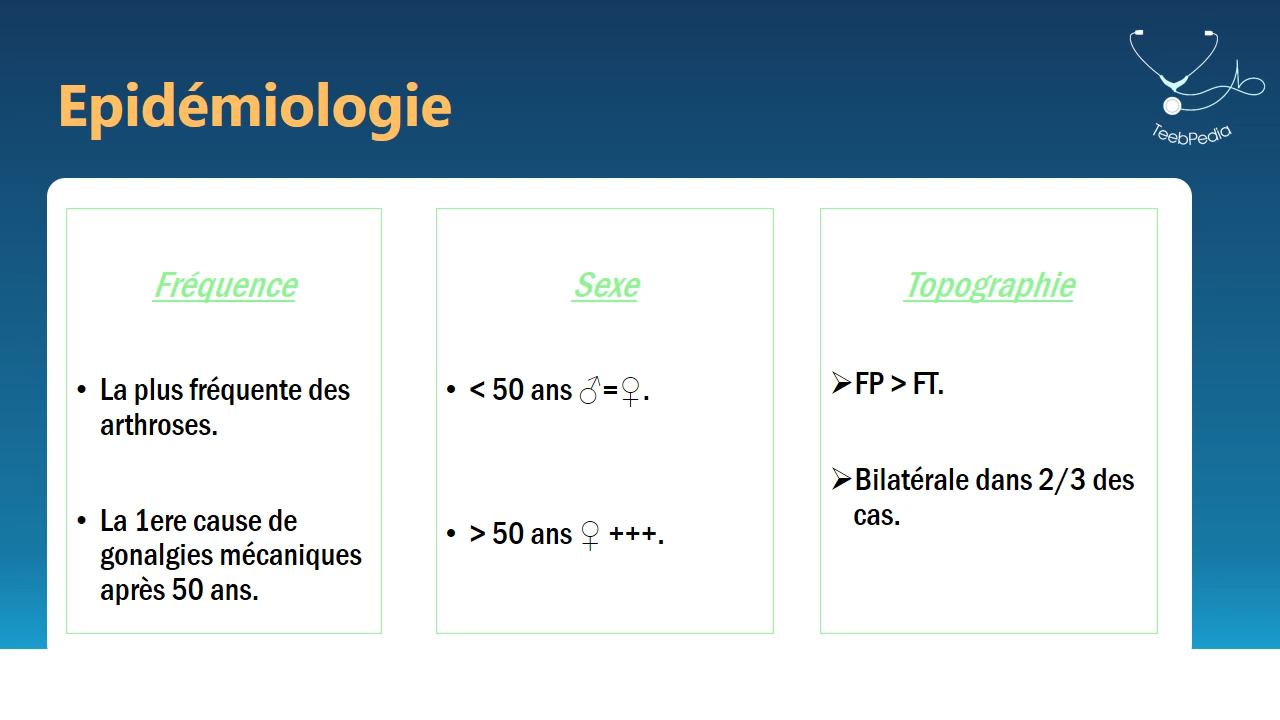 Epidémiologie
TeebPedia
Fréquence
• La plus fréquente des
arthroses.
• La 1ere cause de
gonalgies mécaniques
après 50 ans.
Sexe
• < 50 ans ♂=♀.
• > 50 ans ♀ +++.
Topographie
➢FP > FT.
➢Bilatérale dans 2/3 des
cas.